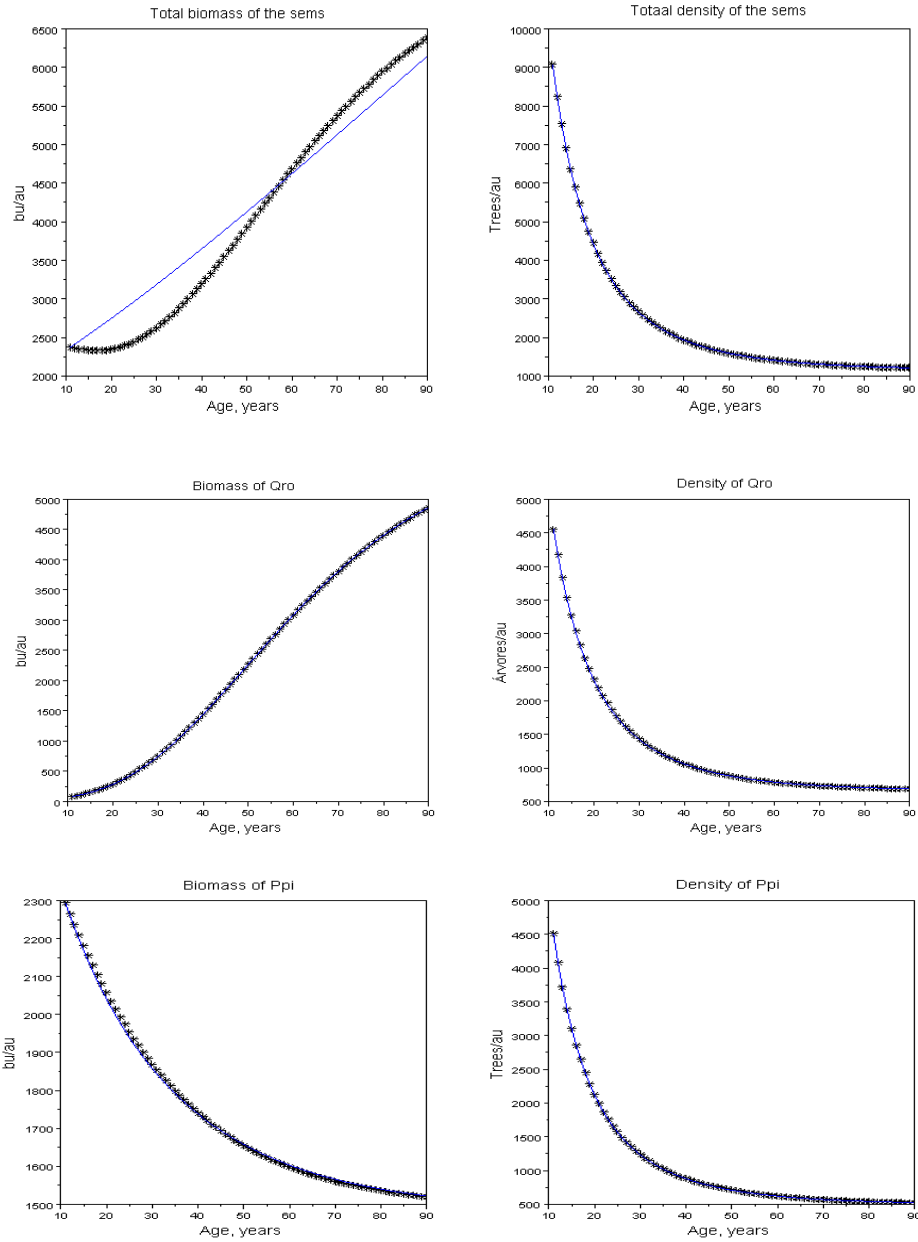 Total biomass of the sems
6500
6000
5500
5000
4500
4000
3500
3000
2500
2000
bu/au
10 20 30 40 50 60 70 80 90
Age, years
Totaal density of the sems
10000
9000
8000
7000
6000
5000
4000
3000
2000
1000
Trees/au
10 20 30 40 50 60 70 80 90
Age, years
Biomass of Qro
5000
4500
4000
3500
3000
2500
2000
1500
1000
500
0
bu/au
10 20 30 40 50 60 70 80 90
Age, years
Density of Qro
5000
4500
4000
3500
3000
2500
2000
1500
1000
500
Árvores/au
10 20 30 40 50 60 70 80 90
Age, years
Biomass of Ppi
2300
2200
2100
2000
1900
1800
1700
1600
1500
bu/au
10 20 30 40 50 60 70 80 90
Age, years
Density of Ppi
5000
4500
4000
3500
3000
2500
2000
1500
1000
500
Trees/au
10 20 30 40 50 60 70 80 90
Age, years